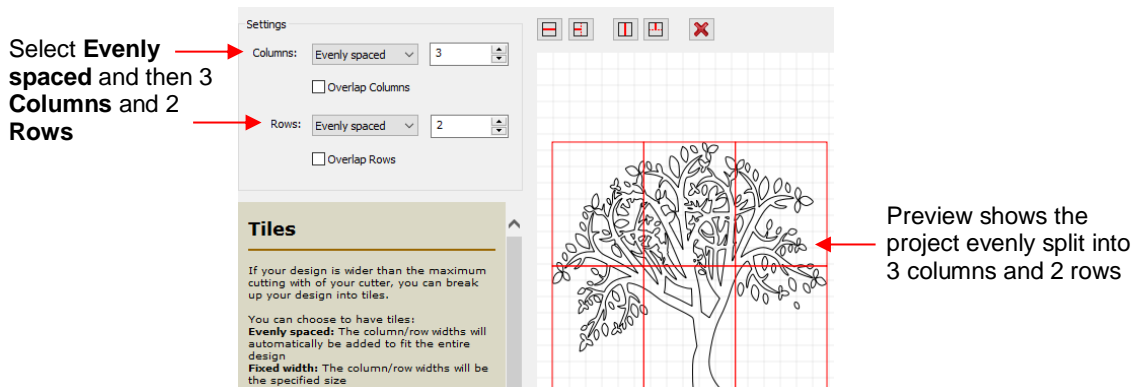 Select Evenly
spaced and then 3
Columns and 2
Rows
Settings
Columns: Evenly spaced 3
Overlap Columns
Rows: Evenly spaced 2
Overlap Rows
Tiles
If your design is wider than the maximum
cutting with of your cutter, you can break
up your design into tiles.
You can choose to have tiles:
Evenly spaced: The column/row widths will
automatically be added to fit the entire
design
Fixed width: The column/row widths will be
the specified size
Preview shows the
project evenly split into
3 columns and 2 rows